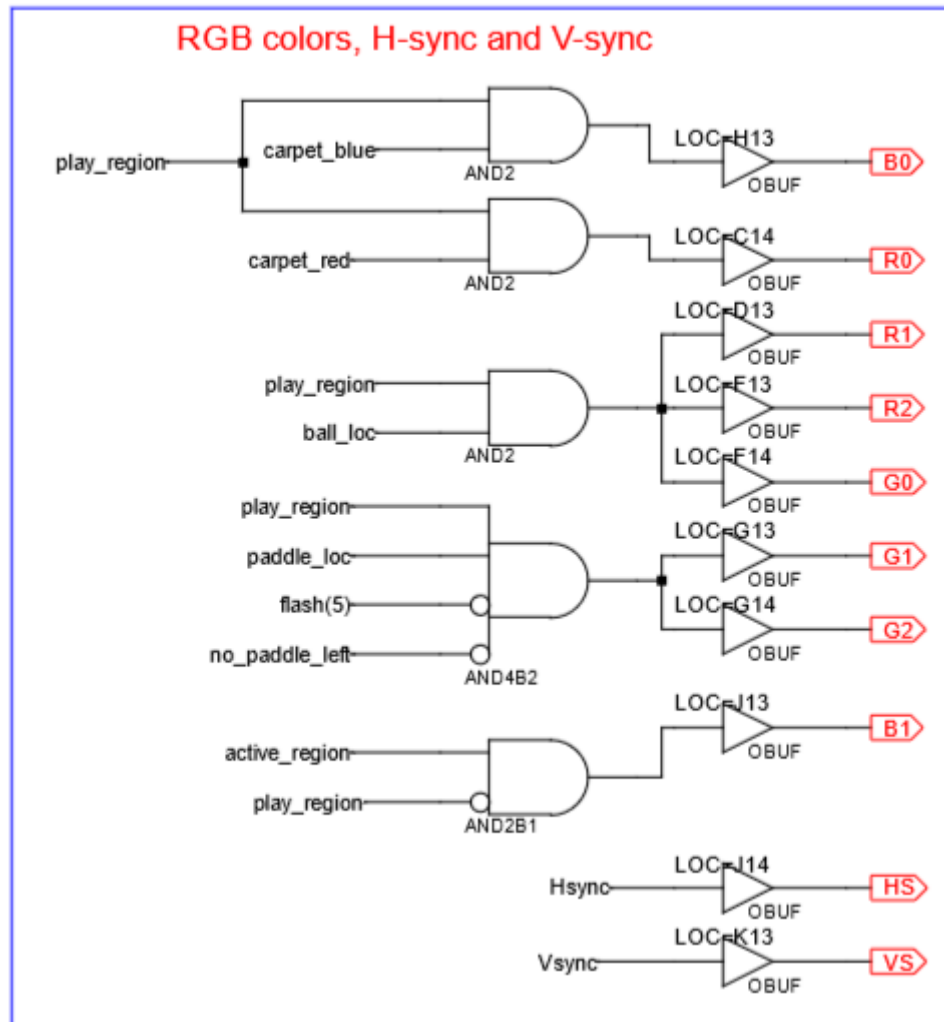 RGB colors, H-sync and V-sync
play_region
carpet_blue
AND2
LOC=H13
OBUF
B0
carpet_red
AND2
LOC=C14
OBUF
R0
LOC=D13
OBUF
R1
play_region
ball_loc
AND2
LOC=F13
OBUF
R2
LOC=F14
OBUF
G0
play_region
paddle_loc
flash(5)
no_paddle_left
AND4B2
LOC=G13
OBUF
G1
LOC=G14
OBUF
G2
active_region
play_region
AND2B1
LOC=J13
OBUF
B1
Hsync
LOC=J14
OBUF
HS
Vsync
LOC=K13
OBUF
VS